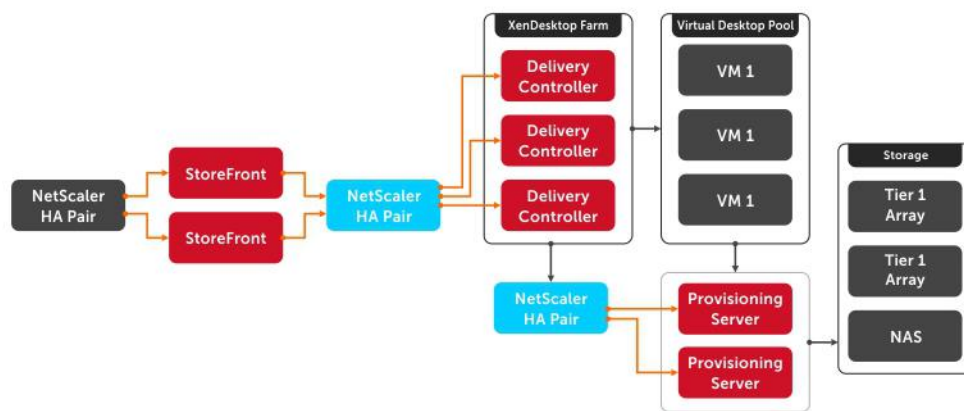 XenDesktop Farm
Virtual Desktop Pool
Delivery
Controller
VM 1
Delivery
Controller
VM 1
Storage
StoreFront
NetScaler
HA Pair
NetScaler
HA Pair
Delivery
Controller
VM 1
Tier 1
Array
StoreFront
Tier 1
Array
NetScaler
HA Pair
Provisioning
Server
NAS
Provisioning
Server